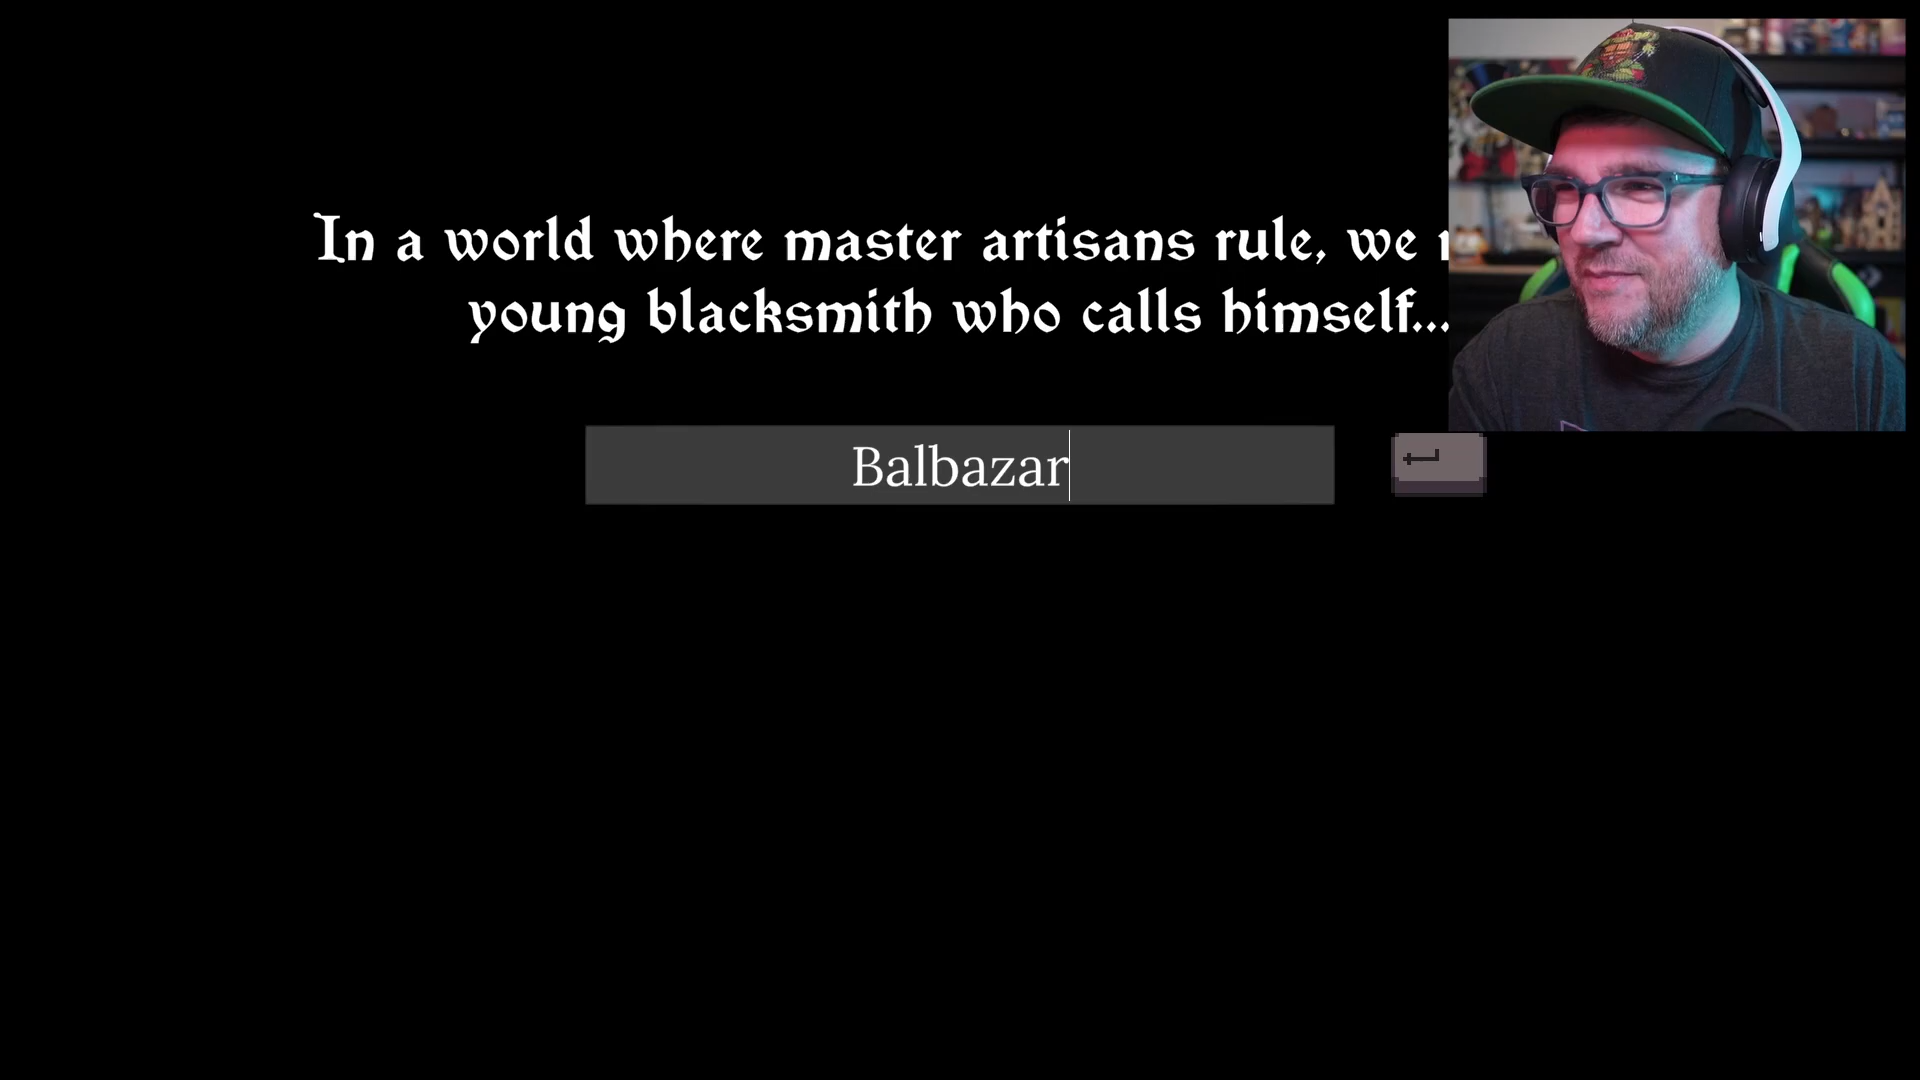 In a world where master artisans rule, we
young blacksmith who calls himself...
Balbazar